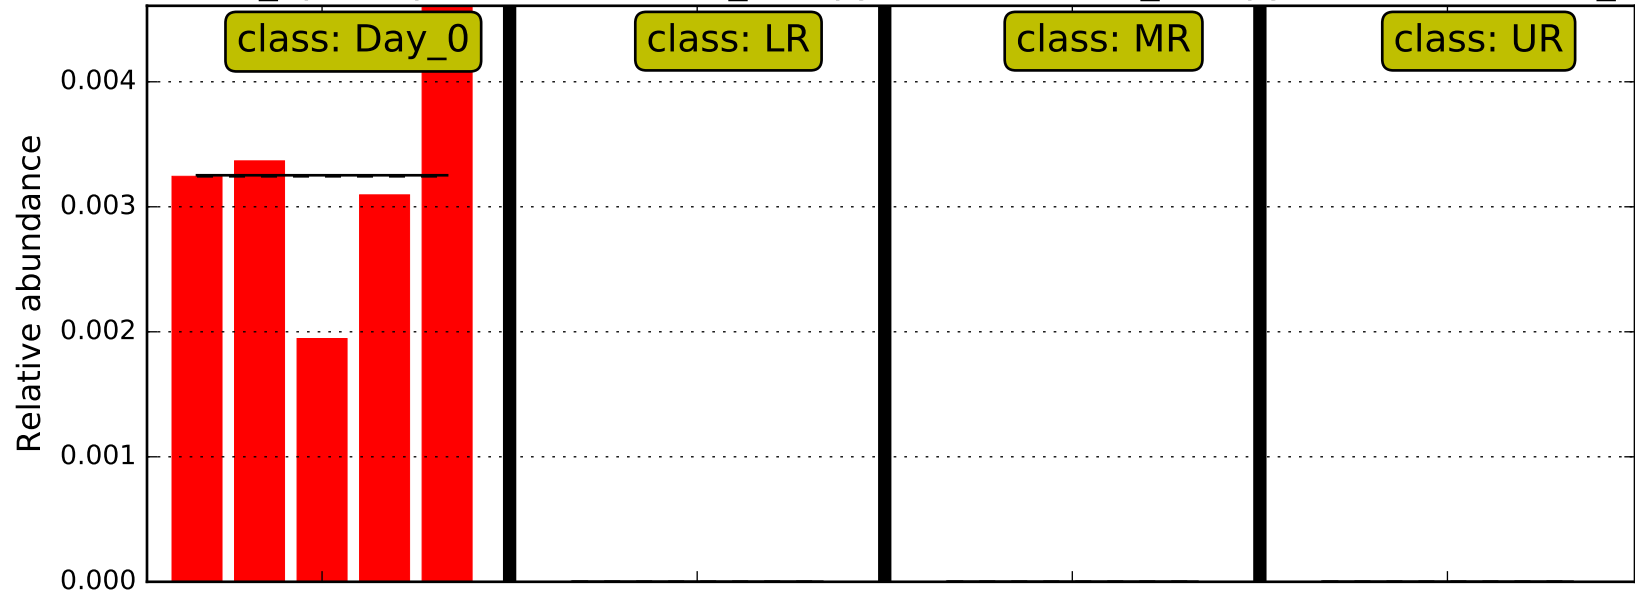 class: Day_0
class: LR
class: MR
class: UR
Relative abundance
0.004
0.003
0.002
0.001
0.000